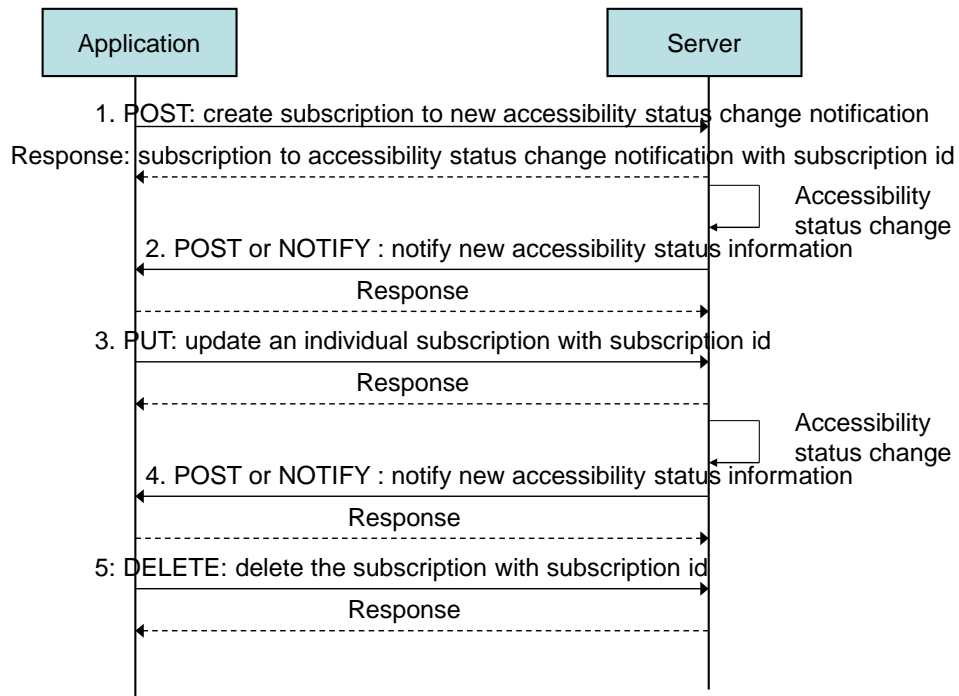 Application
Server
1. POST: create subscription to new accessibility status change notification
Response: subscription to accessibility status change notification with subscription id
Accessibility
status change
2. POST or NOTIFY : notify new accessibility status information
Response
3. PUT: update an individual subscription with subscription id
Response
Accessibility
status change
4. POST or NOTIFY : notify new accessibility status information
Response
5: DELETE: delete the subscription with subscription id
Response